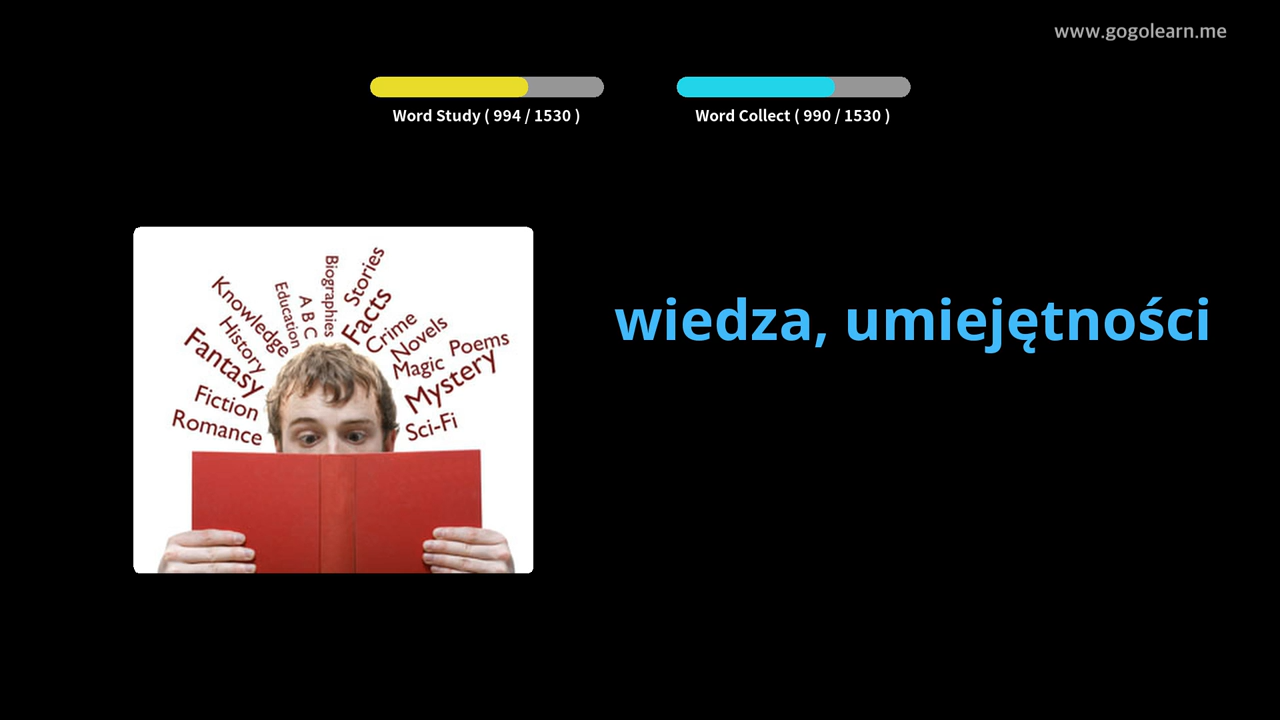 www.gogolearn.me
Word Study ( 994 / 1530 )
Word Collect ( 990 / 1530 )
wiedza, umiejętności
Romance
Fiction
Fantasy
History
Knowledge
Education
A B C
Biographies
Stories
Facts
Crime
Novels
Magic
Poems
Mystery
Sci-Fi